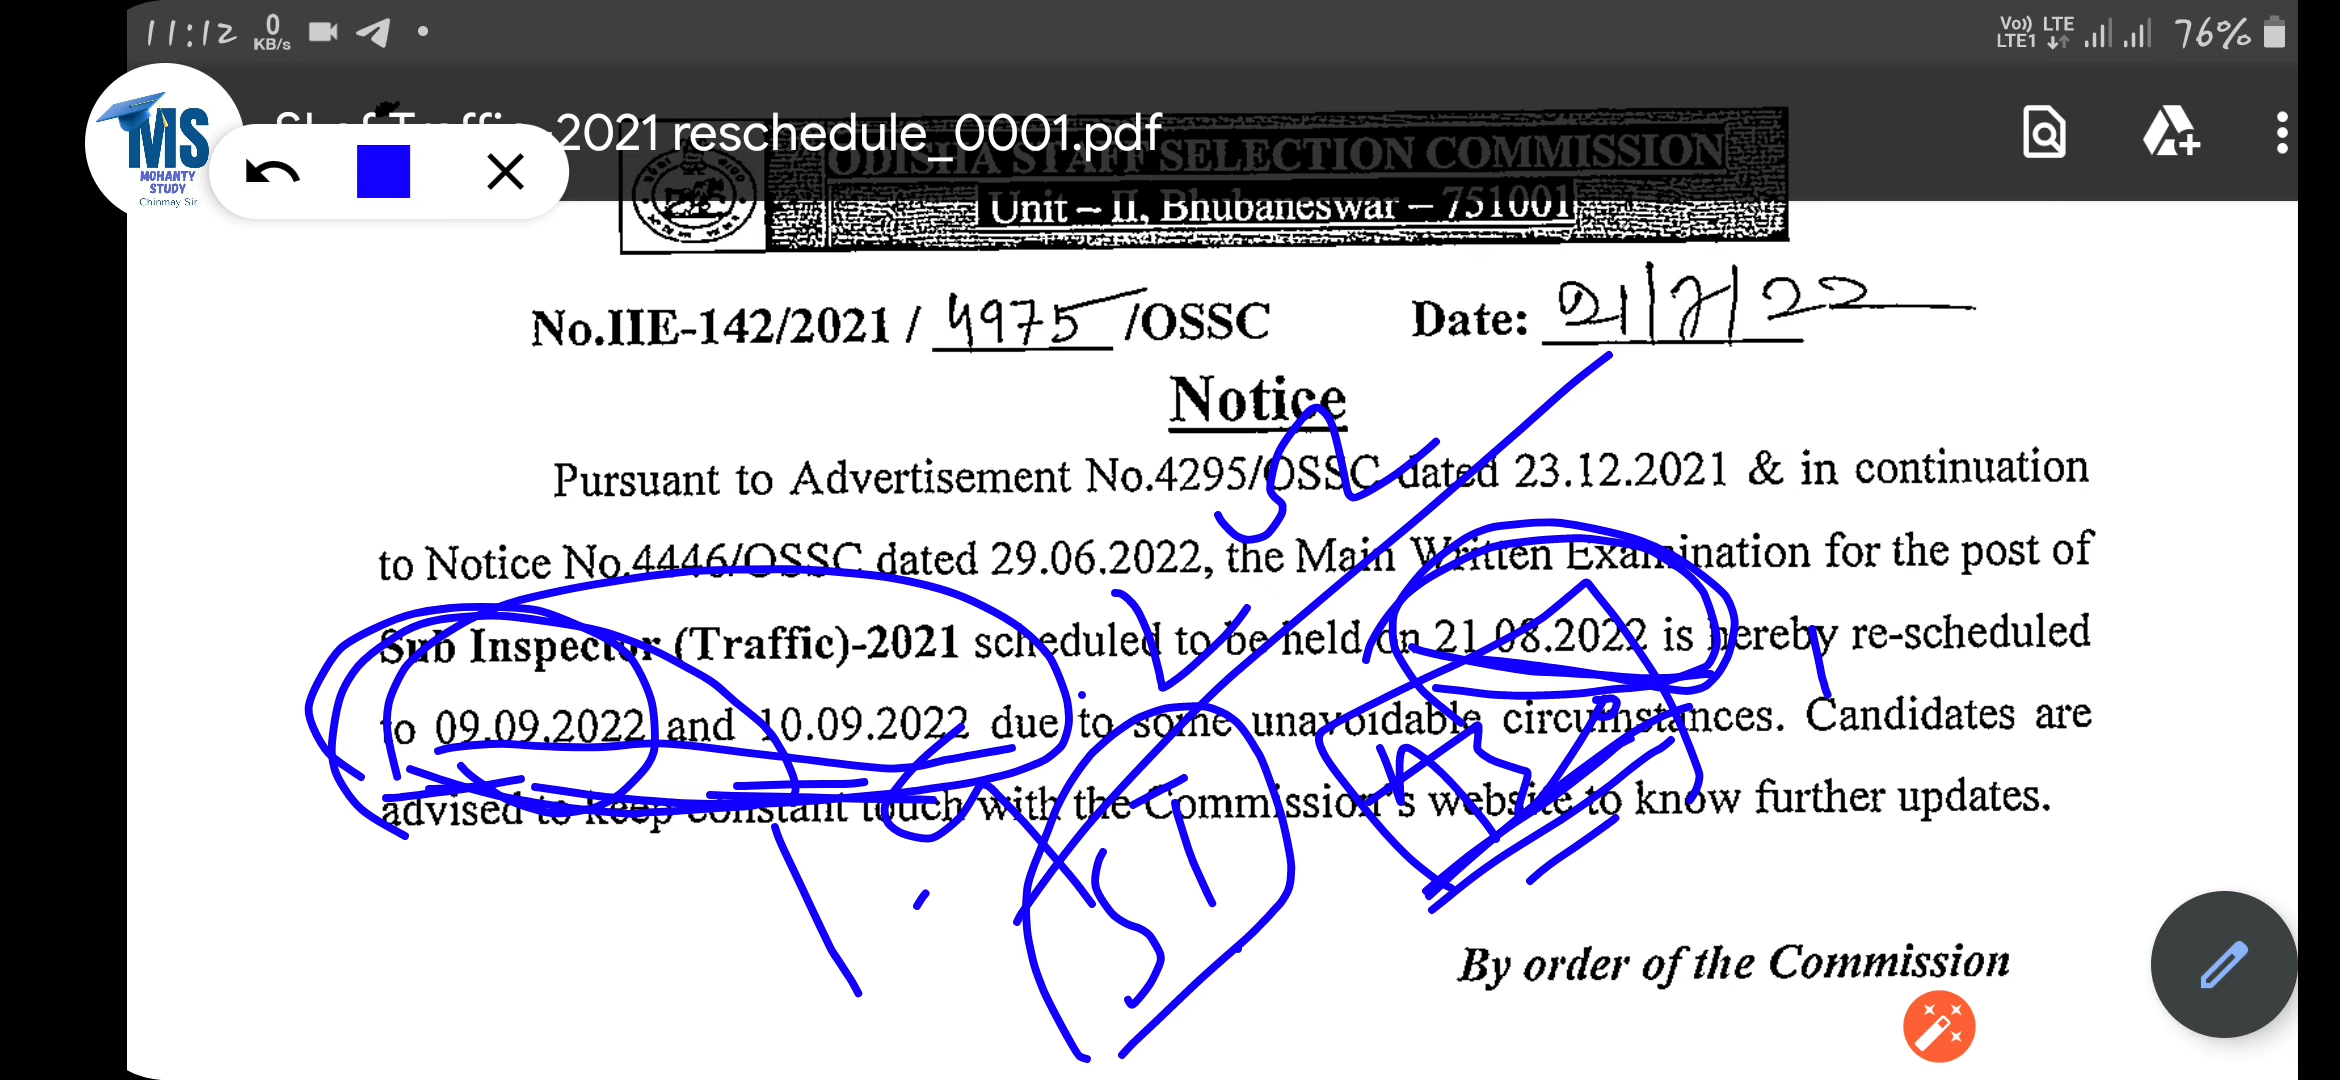 11:12 0 KB/s Vo)) LTE LTE1 76%
MS
MOHANTY
STUDY
Chinmay Sir
-2021 reschedule_0001.pdf
ODISHA STAFF SELECTION COMMISSION
Unit – II, Bhubaneswar – 751001
No.IIE-142/2021 / 4975 /OSSC Date: 21/7/22
Notice
Pursuant to Advertisement No.4295/OSSC dated 23.12.2021 & in continuation
to Notice No.4446/OSSC dated 29.06.2022, the Main Written Examination for the post of
Sub Inspector (Traffic)-2021 scheduled to be held on 21.08.2022 is hereby re-scheduled
to 09.09.2022 and 10.09.2022 due to some unavoidable circumstances. Candidates are
advised to keep constant touch with the Commission's website to know further updates.
By order of the Commission